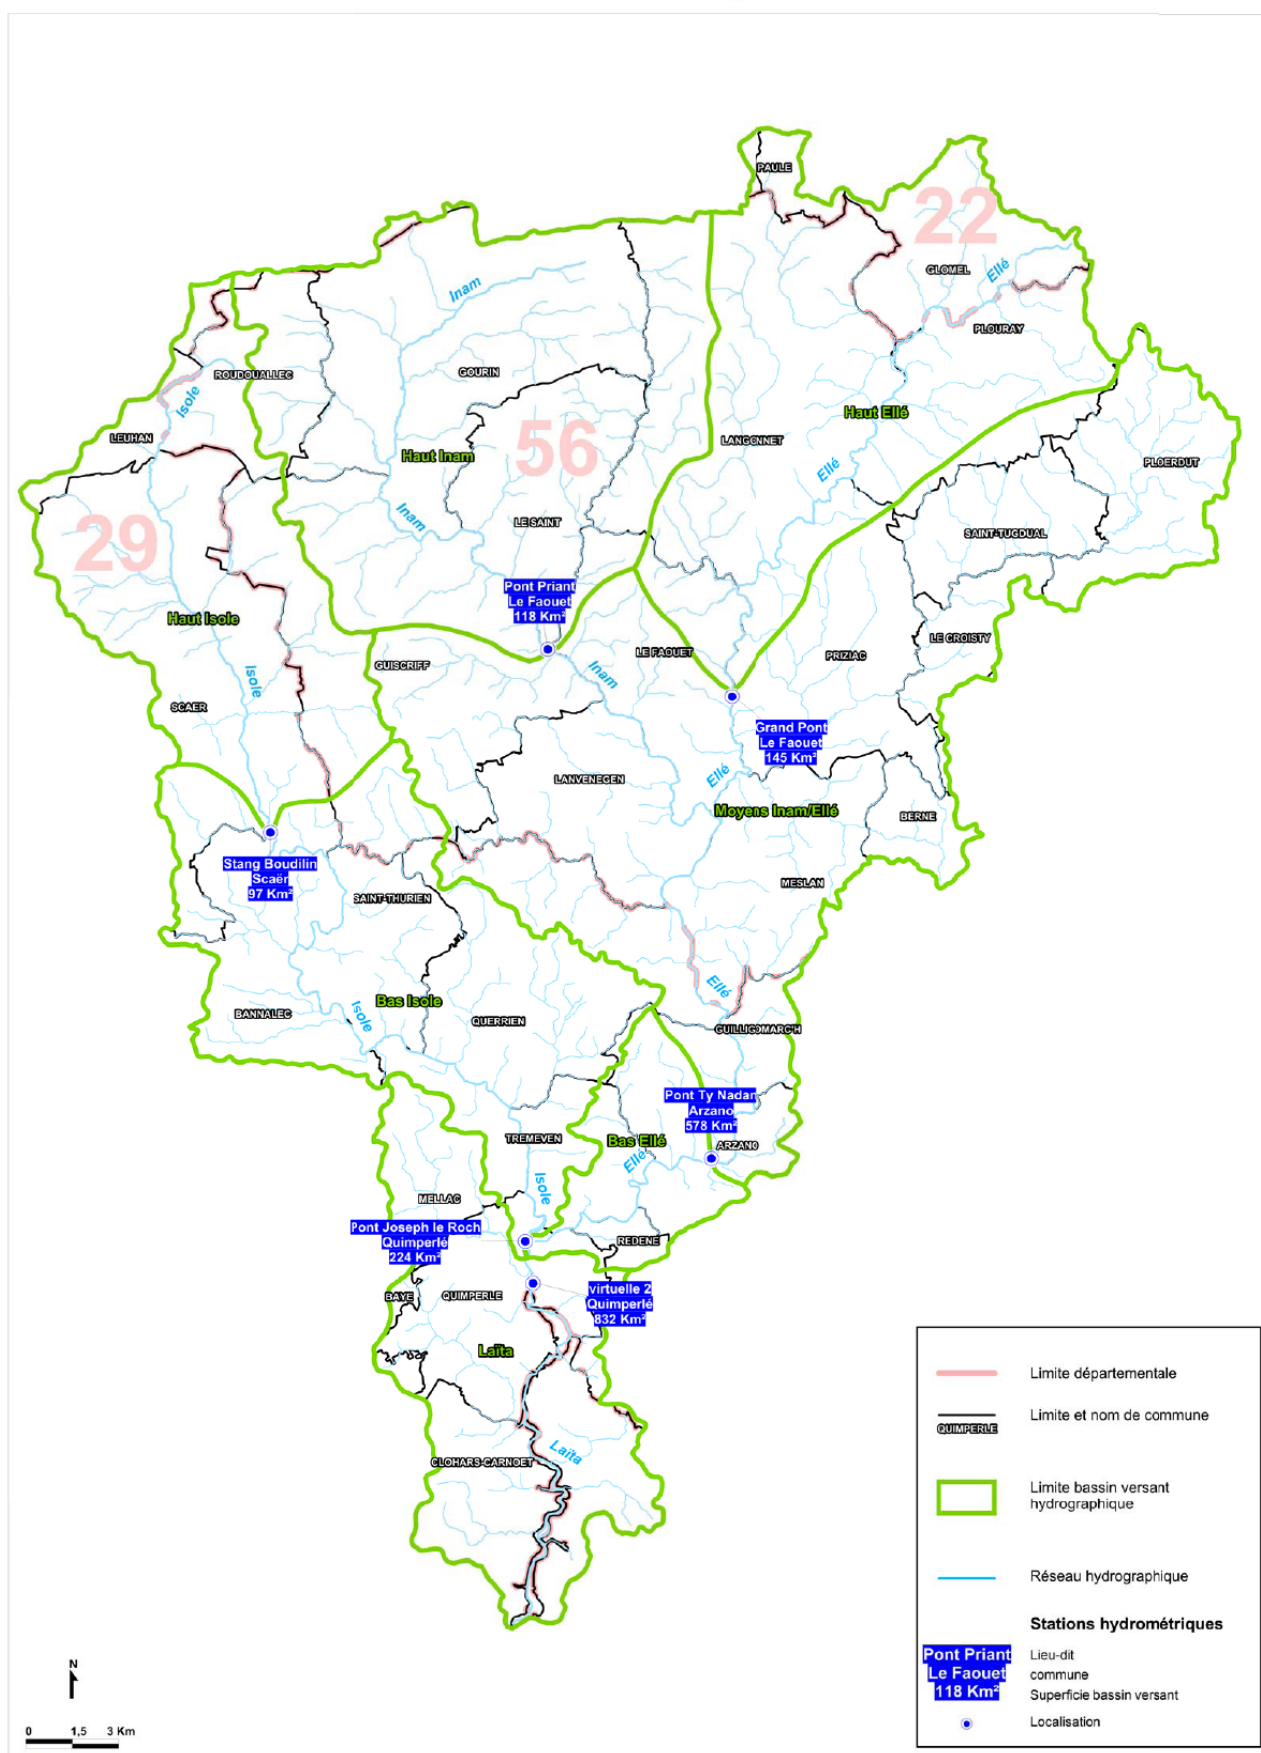 PAULE
22
GLOMEL
Ellé
Inam
PLOURAY
GOURIN
ROUDOUALLEC
Isole
Haut Ellé
LANGONNET
LEUHAN
56
Haut Inam
PLOERDUT
Ellé
Inam
LE SAINT
SAINT-TUGDUAL
29
Pont Priant
Le Faouet
118 Km²
Haut Isole
LE CROISTY
LE FAOUET
PRIZIAC
GUISCRIFF
Inam
Isole
SCAER
Grand Pont
Le Faouet
145 Km²
LANVENEGEN
Ellé
Moyens Inam/Ellé
BERNE
Stang Boudilin
Scaër
97 Km²
MESLAN
SAINT-THURIEN
Ellé
Bas Isole
BANNALEC
Isole
QUERRIEN
GUILLIGOMARC'H
Pont Ty Nadan
Arzano
578 Km²
TREMEVEN
Bas Ellé
ARZANO
Ellé
Isole
MELLAC
Pont Joseph le Roch
Quimperlé
224 Km²
REDENE
BAYE
QUIMPERLE
virtuelle 2
Quimperlé
832 Km²
Laïta
Laïta
CLOHARS-CARNOET
Limite départementale
Limite et nom de commune
QUIMPERLE
Limite bassin versant
hydrographique
Réseau hydrographique
Stations hydrométriques
Pont Priant
Le Faouet
118 Km²
Lieu-dit
commune
Superficie bassin versant
Localisation
N
0 1,5 3 Km